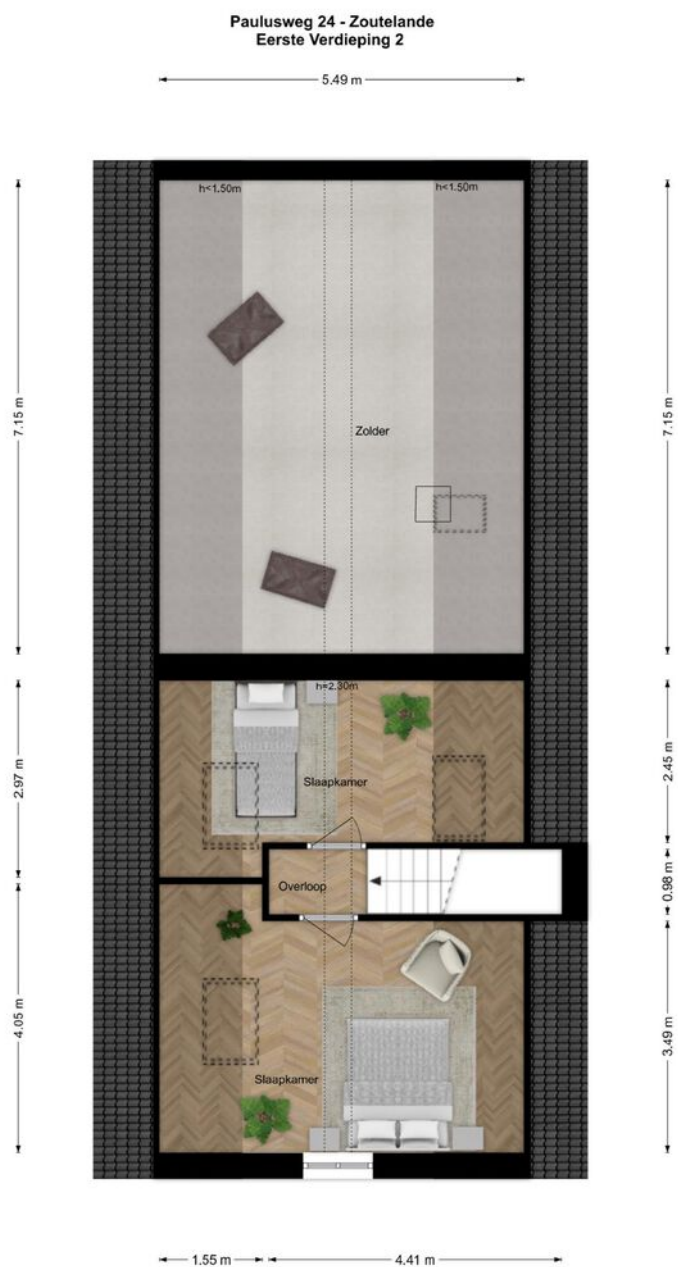 Paulusweg 24 - Zoutelande
Eerste Verdieping 2
5.49 m
h<1.50m
h<1.50m
7.15 m
7.15 m
Zolder
h=2.30m
2.97 m
2.45 m
Slaapkamer
Overloop
0.98 m
4.05 m
3.49 m
Slaapkamer
1.55 m
4.41 m